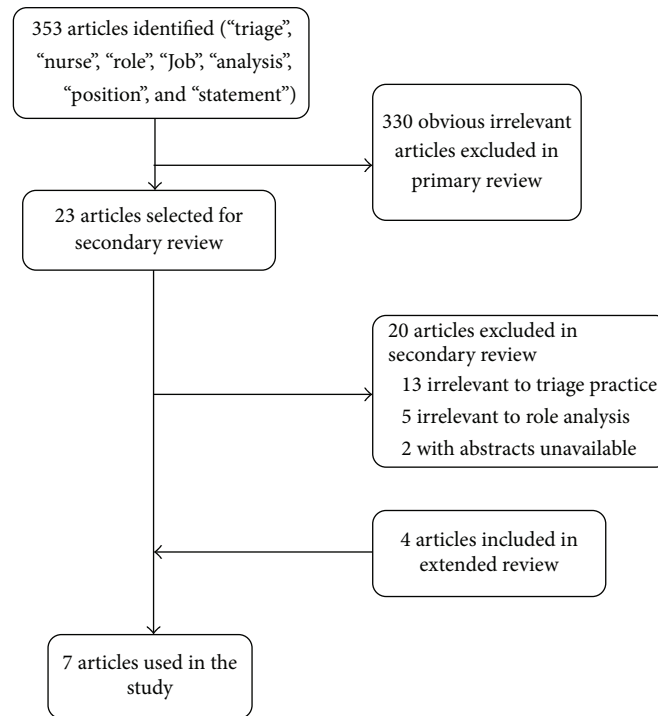 353 articles identified (“triage”,
“nurse”, “role”, “Job”, “analysis”,
“position”, and “statement”)
330 obvious irrelevant
articles excluded in
primary review
23 articles selected for
secondary review
20 articles excluded in
secondary review
13 irrelevant to triage practice
5 irrelevant to role analysis
2 with abstracts unavailable
4 articles included in
extended review
7 articles used in the
study